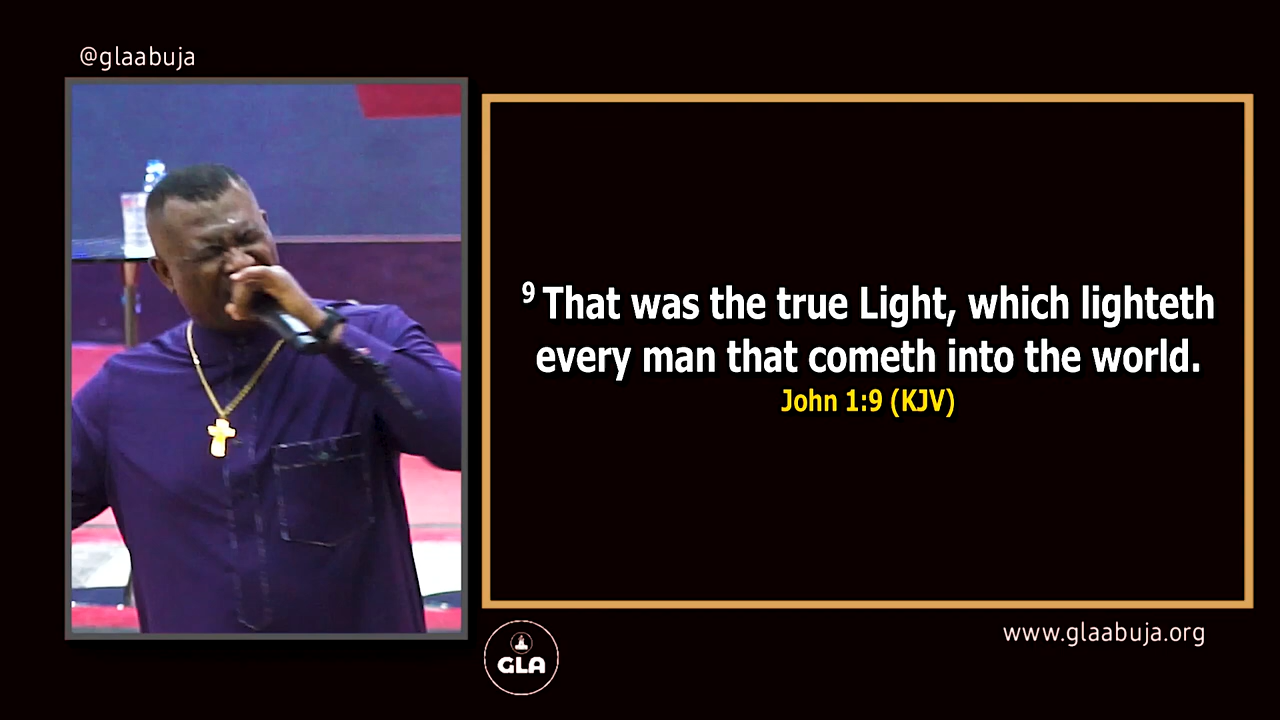 @glaabuja
9 That was the true Light, which lighteth
every man that cometh into the world.
John 1:9 (KJV)
www.glaabuja.org
GLA